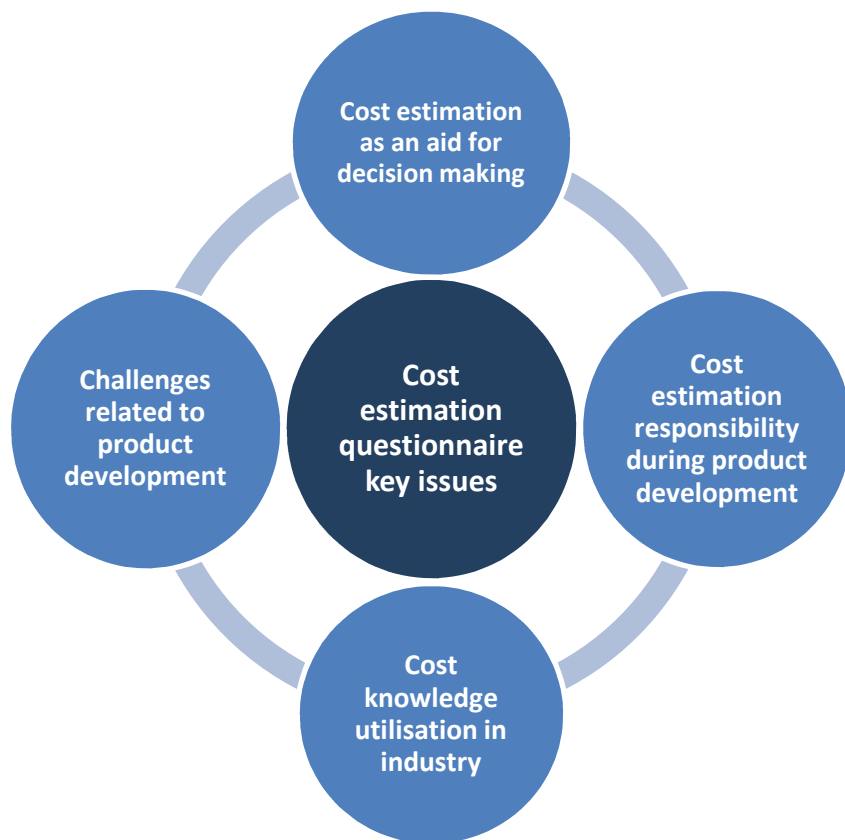 Cost estimation
as an aid for
decision making
Challenges
related to
product
development
Cost
estimation
questionnaire
key issues
Cost
estimation
responsibility
during product
development
Cost
knowledge
utilisation in
industry